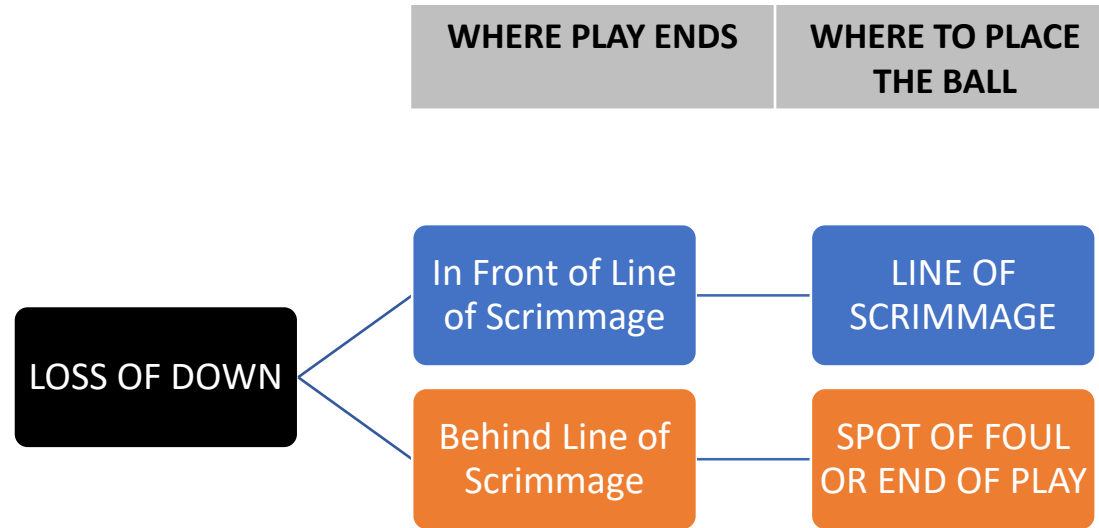 WHERE PLAY ENDS
WHERE TO PLACE
THE BALL
LOSS OF DOWN
In Front of Line
of Scrimmage
LINE OF
SCRIMMAGE
Behind Line of
Scrimmage
SPOT OF FOUL
OR END OF PLAY